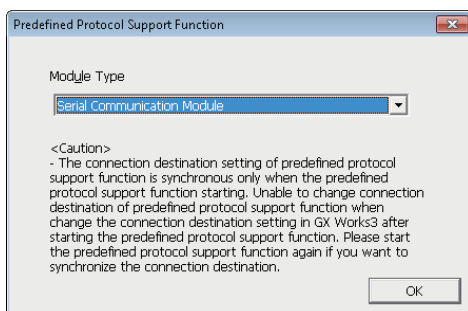 Predefined Protocol Support Function
Module Type
Serial Communication Module
<Caution>
- The connection destination setting of predefined protocol
support function is synchronous only when the predefined
protocol support function starting. Unable to change connection
destination of predefined protocol support function when
change the connection destination setting in GX Works3 after
starting the predefined protocol support function. Please start
the predefined protocol support function again if you want to
synchronize the connection destination.
OK